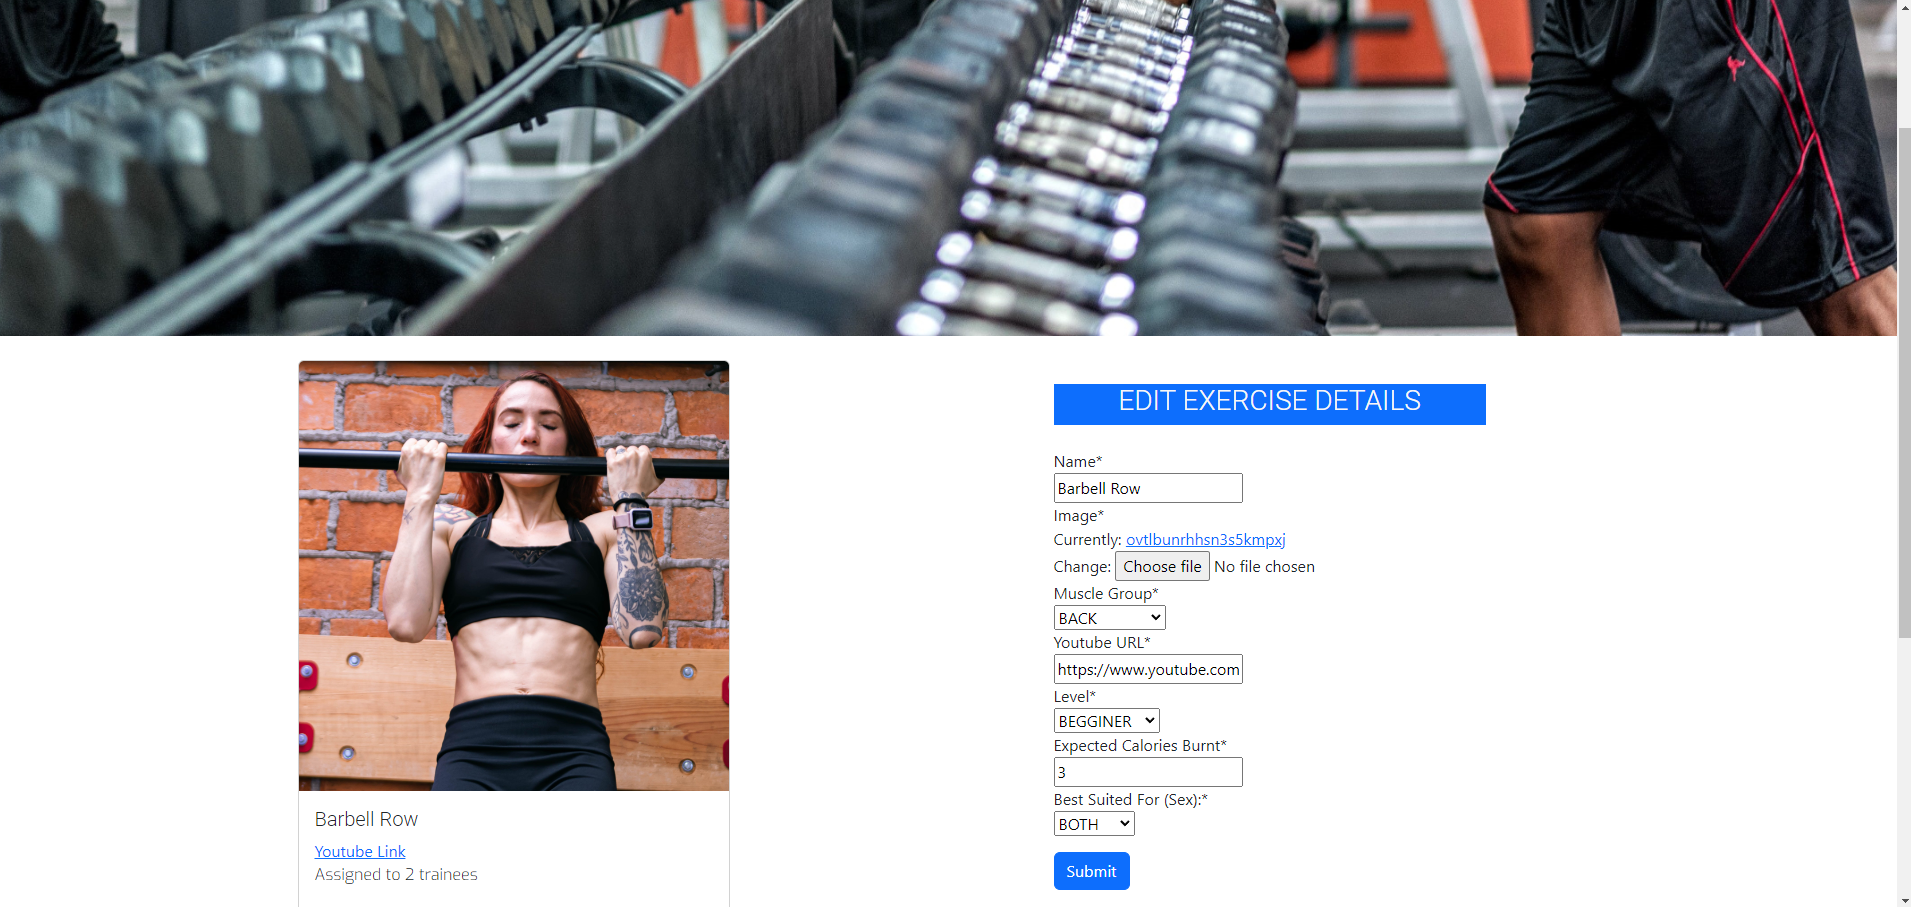 EDIT EXERCISE DETAILS
Name*
Barbell Row
Image*
Currently: ovtlbunrhhsn3s5kmpxj
Change: Choose file No file chosen
Muscle Group*
BACK
Youtube URL*
https://www.youtube.com
Level*
BEGGINER
Expected Calories Burnt*
3
Best Suited For (Sex):*
BOTH
Submit
Barbell Row
Youtube Link
Assigned to 2 trainees